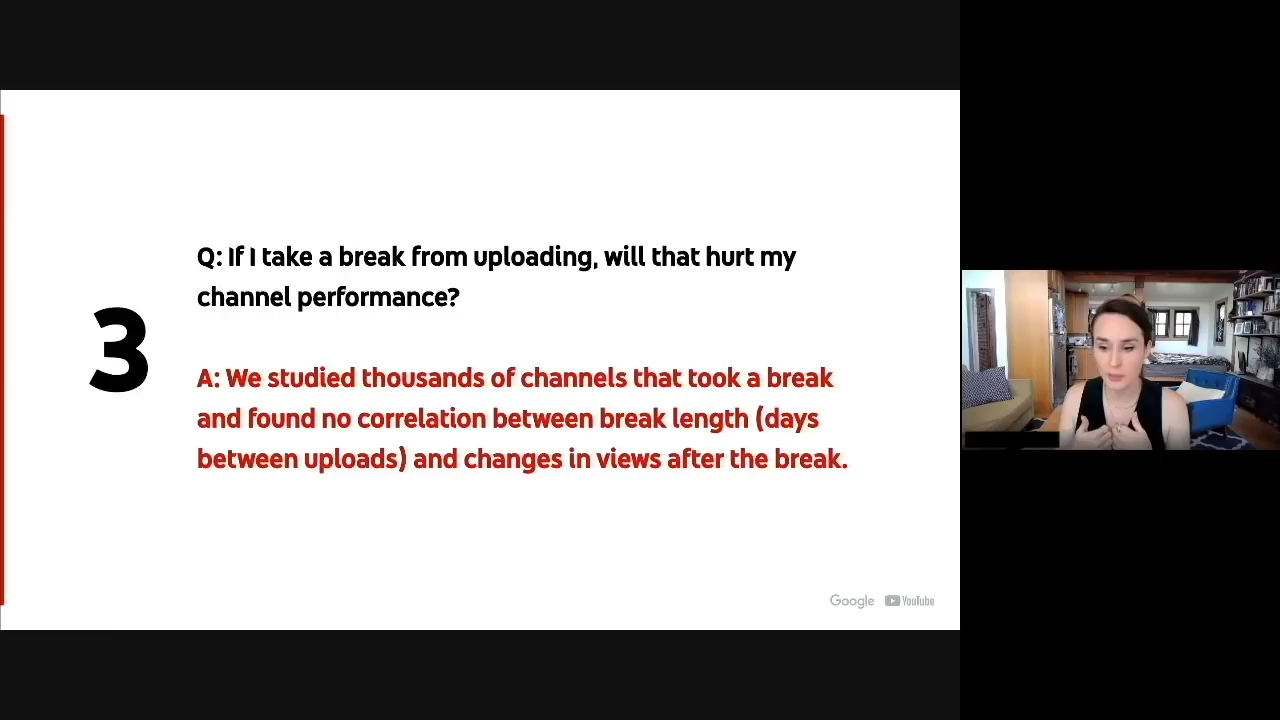 3
Q: If I take a break from uploading, will that hurt my
channel performance?
A: We studied thousands of channels that took a break
and found no correlation between break length (days
between uploads) and changes in views after the break.
Google YouTube